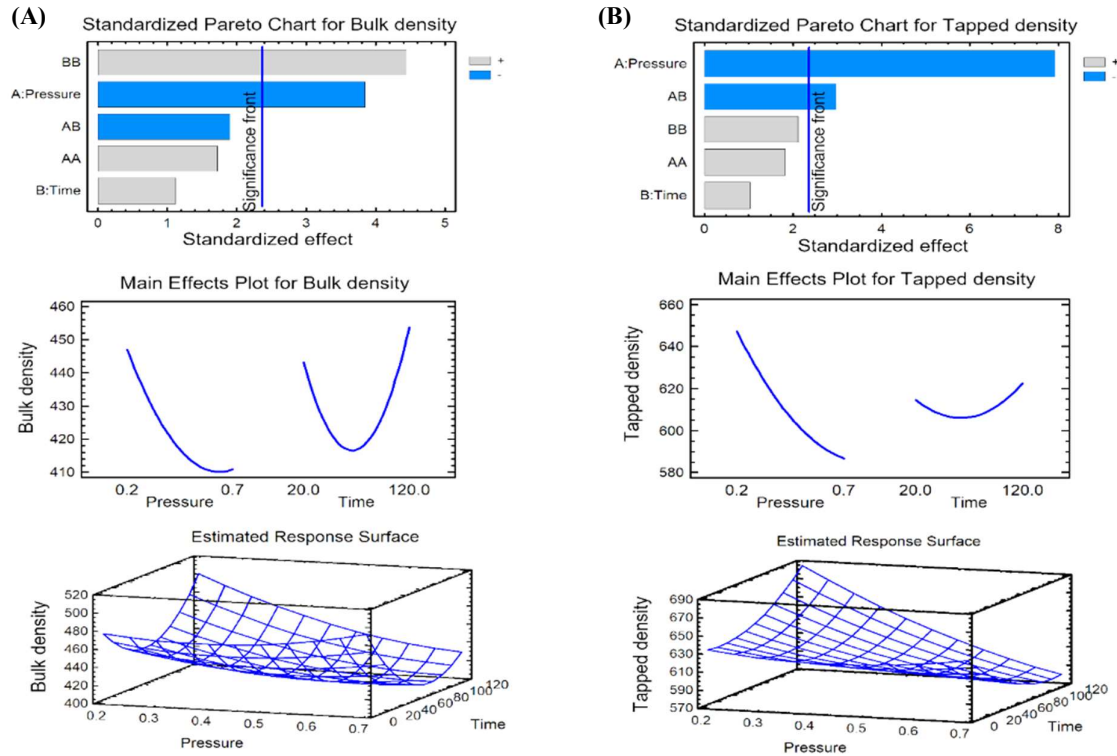 (A)
Standardized Pareto Chart for Bulk density
BB
A:Pressure
AB
AA
B:Time
Significance front
+
-
0 1 2 3 4 5
Standardized effect
Main Effects Plot for Bulk density
460
450
440
430
420
410
Bulk density
0.2 0.7 20.0 120.0
Pressure Time
Estimated Response Surface
520
500
480
460
440
420
400
Bulk density
0.2 0.3 0.4 0.5 0.6 0.7
Pressure
0 20 40 60 80 100 120
Time
(B)
Standardized Pareto Chart for Tapped density
A:Pressure
AB
BB
AA
B:Time
Significance front
+
-
0 2 4 6 8
Standardized effect
Main Effects Plot for Tapped density
660
640
620
600
580
Tapped density
0.2 0.7 20.0 120.0
Pressure Time
Estimated Response Surface
690
670
650
630
610
590
570
Tapped density
0.2 0.3 0.4 0.5 0.6 0.7
Pressure
0 20 40 60 80 100 120
Time